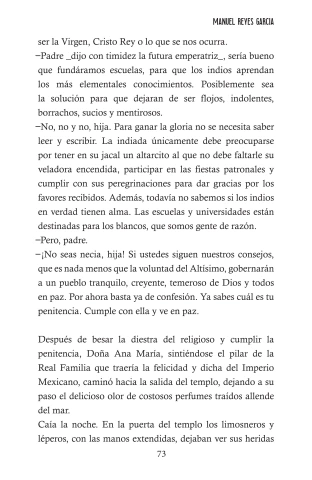 MANUEL REYES GARCIA
ser la Virgen, Cristo Rey o lo que se nos ocurra.
–Padre _dijo con timidez la futura emperatriz_, sería bueno
que fundáramos escuelas, para que los indios aprendan
los más elementales conocimientos. Posiblemente sea
la solución para que dejaran de ser flojos, indolentes,
borrachos, sucios y mentirosos.
–No, no y no, hija. Para ganar la gloria no se necesita saber
leer y escribir. La indiada únicamente debe preocuparse
por tener en su jacal un altarcito al que no debe faltarle su
veladora encendida, participar en las fiestas patronales y
cumplir con sus peregrinaciones para dar gracias por los
favores recibidos. Además, todavía no sabemos si los indios
en verdad tienen alma. Las escuelas y universidades están
destinadas para los blancos, que somos gente de razón.
–Pero, padre.
–¡No seas necia, hija! Si ustedes siguen nuestros consejos,
que es nada menos que la voluntad del Altísimo, gobernarán
a un pueblo tranquilo, creyente, temeroso de Dios y todos
en paz. Por ahora basta ya de confesión. Ya sabes cuál es tu
penitencia. Cumple con ella y ve en paz.
Después de besar la diestra del religioso y cumplir la
penitencia, Doña Ana María, sintiéndose el pilar de la
Real Familia que traería la felicidad y dicha del Imperio
Mexicano, caminó hacia la salida del templo, dejando a su
paso el delicioso olor de costosos perfumes traídos allende
del mar.
Caía la noche. En la puerta del templo los limosneros y
léperos, con las manos extendidas, dejaban ver sus heridas
73